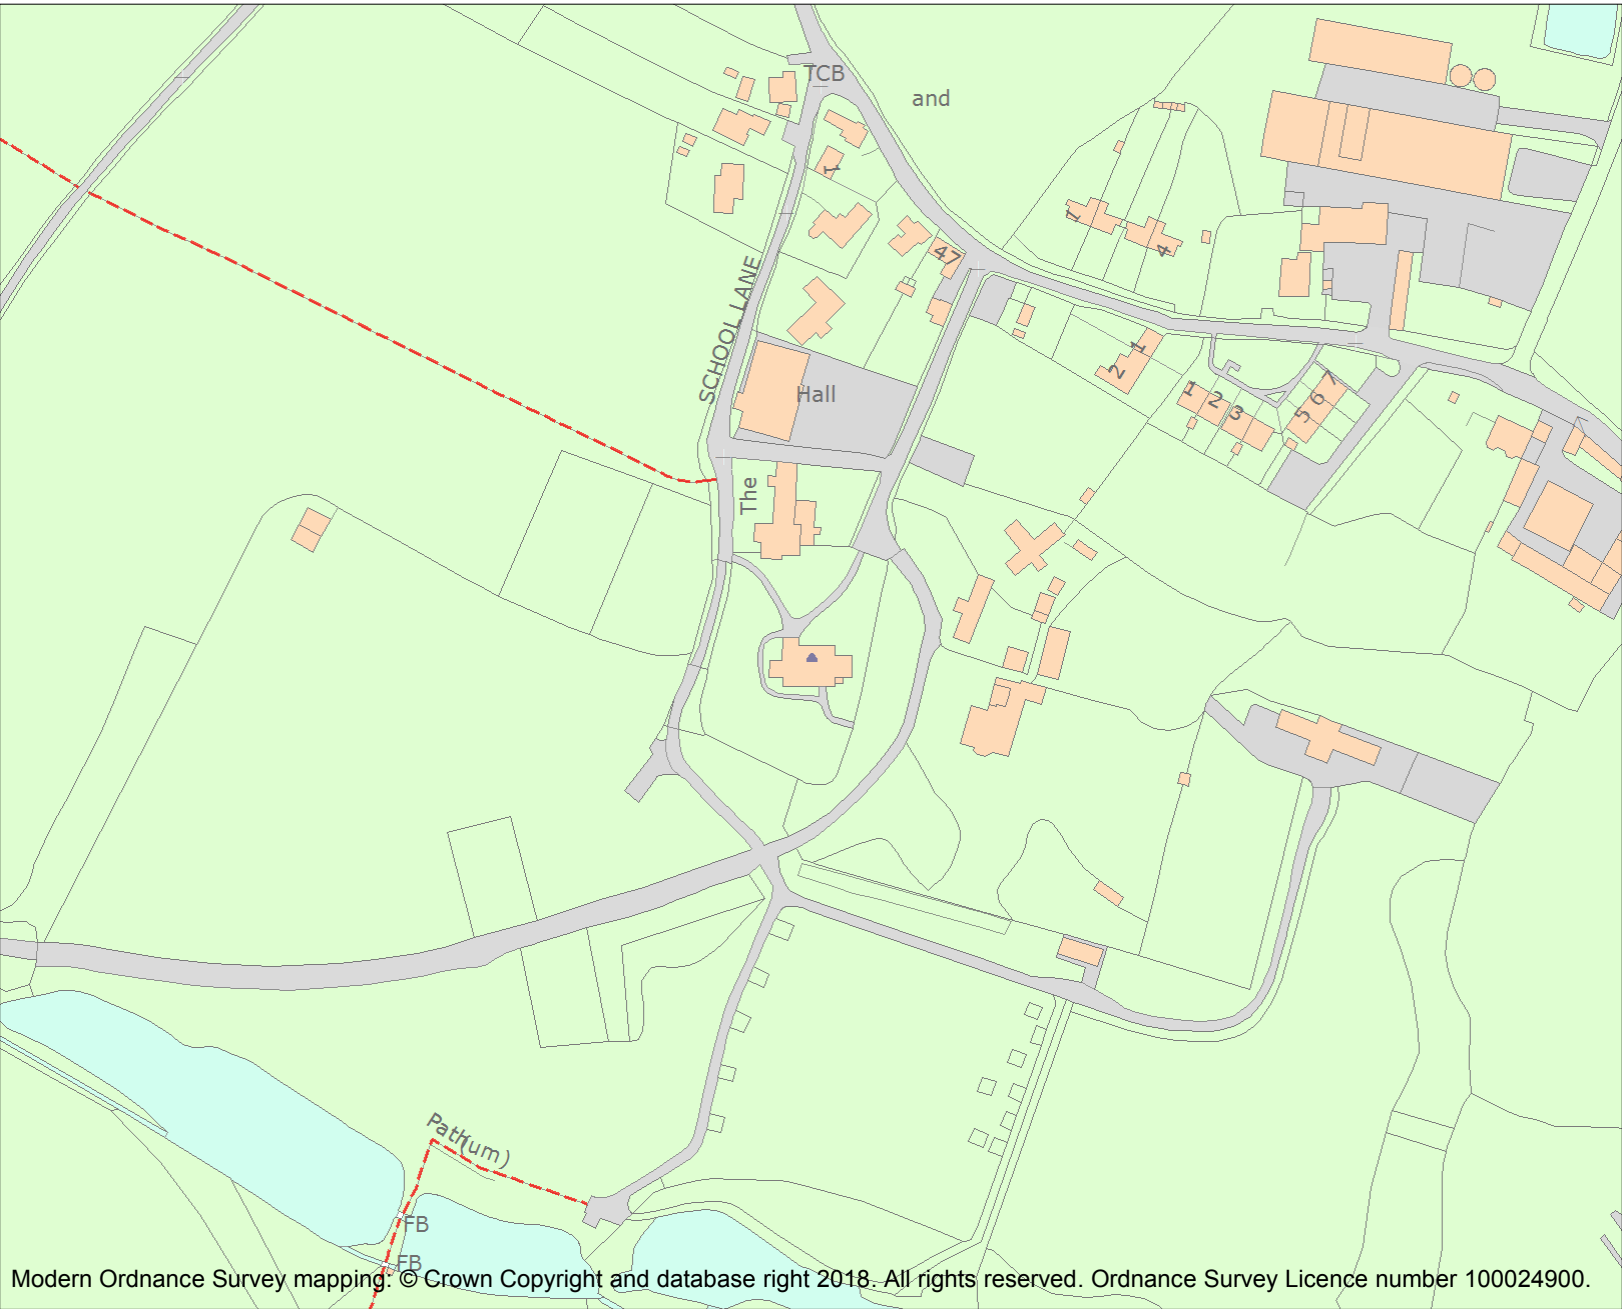 TCB
and
1
1
4
47
SCHOOL LANE
1
2
Hall
1
2
3
5
6
7
The
Path (um)
FB
FB
Modern Ordnance Survey mapping: © Crown Copyright and database right 2018. All rights reserved. Ordnance Survey Licence number 100024900.